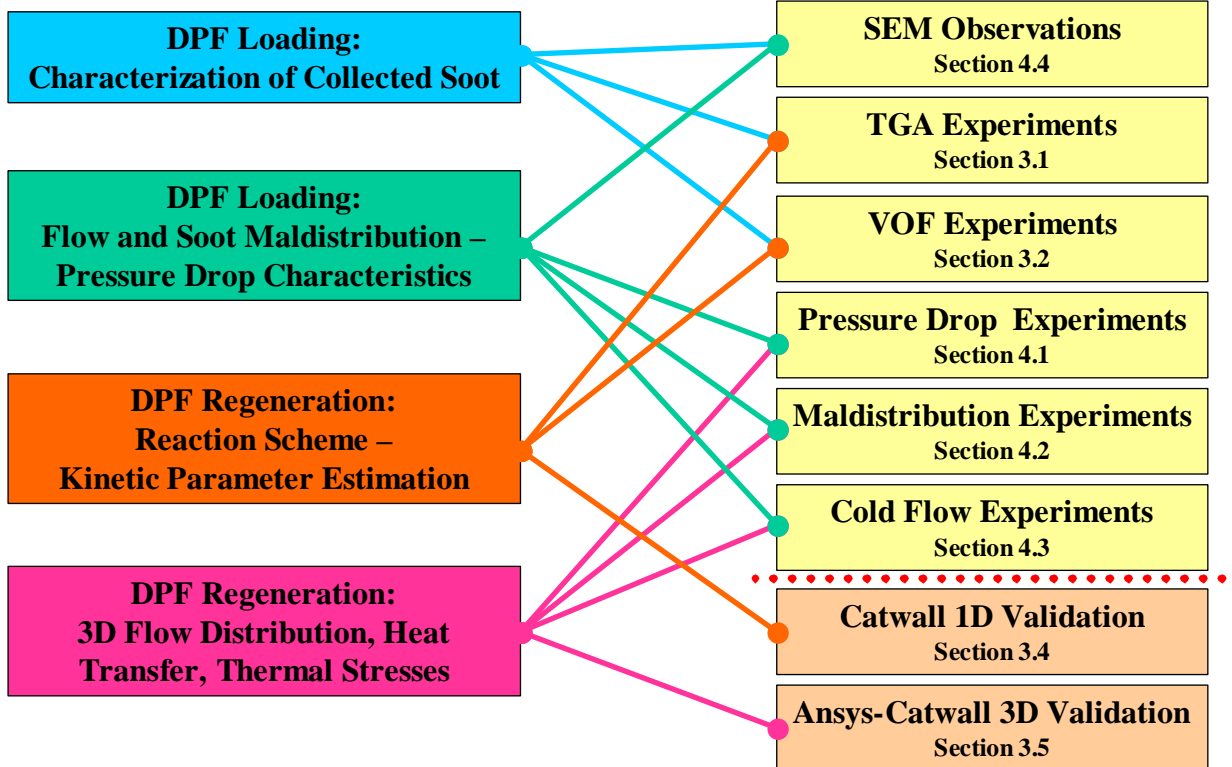 DPF Loading:
Characterization of Collected Soot
DPF Loading:
Flow and Soot Maldistribution –
Pressure Drop Characteristics
DPF Regeneration:
Reaction Scheme –
Kinetic Parameter Estimation
DPF Regeneration:
3D Flow Distribution, Heat
Transfer, Thermal Stresses
SEM Observations
Section 4.4
TGA Experiments
Section 3.1
VOF Experiments
Section 3.2
Pressure Drop Experiments
Section 4.1
Maldistribution Experiments
Section 4.2
Cold Flow Experiments
Section 4.3
Catwall 1D Validation
Section 3.4
Ansys-Catwall 3D Validation
Section 3.5